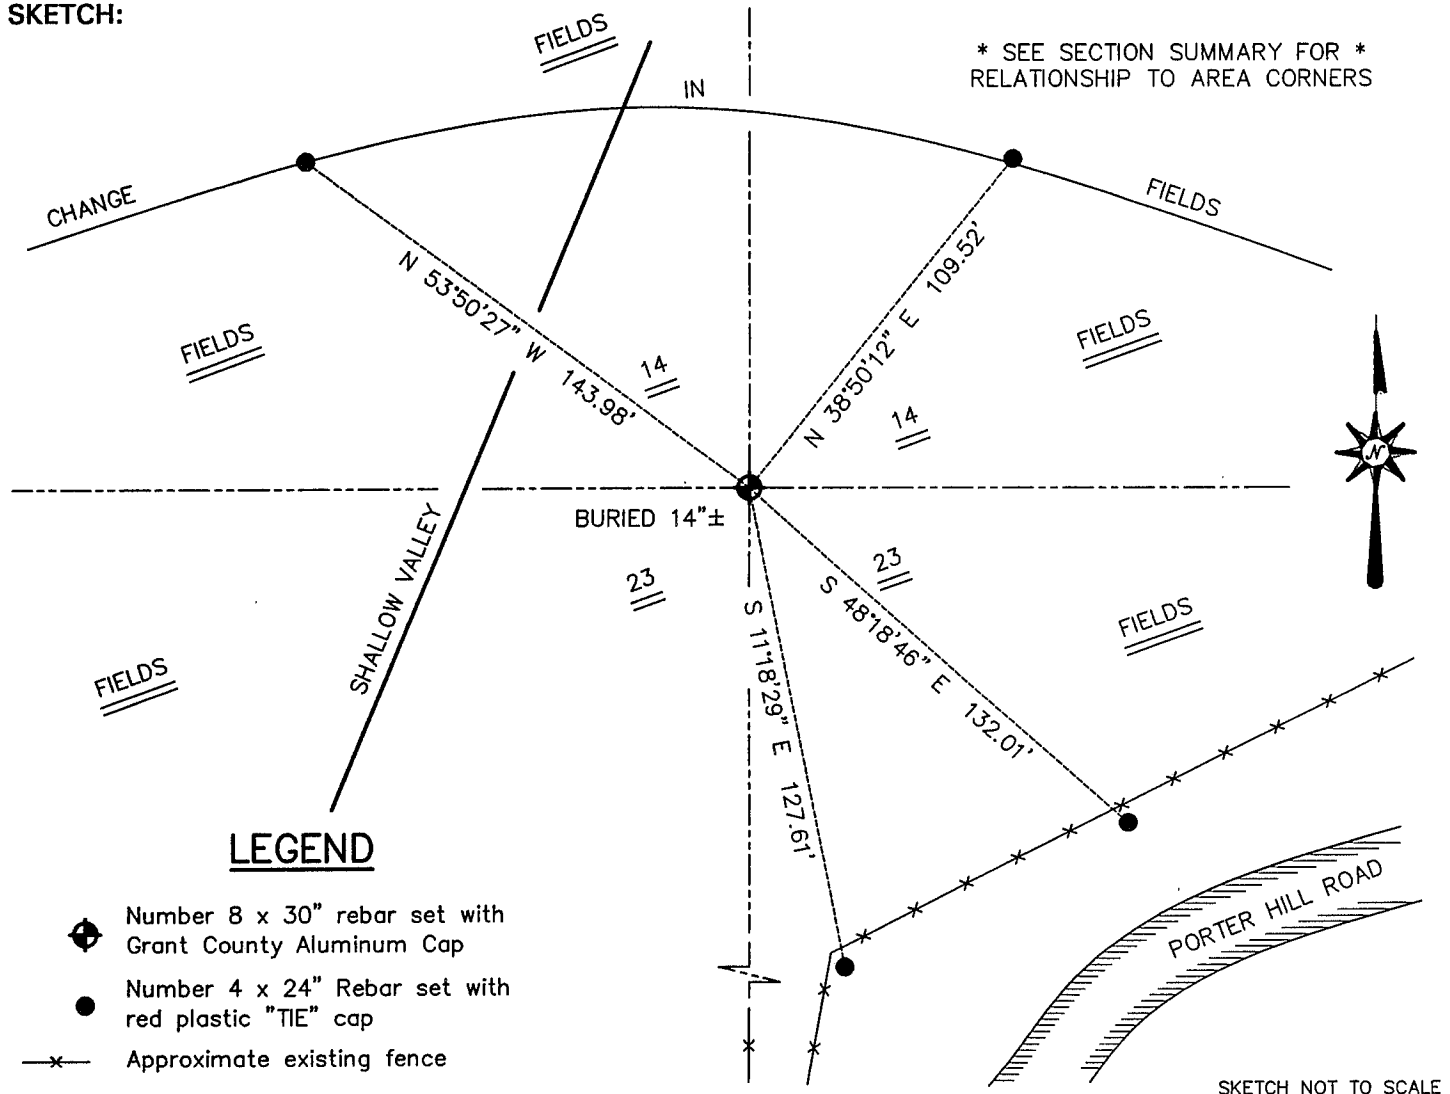 SKETCH:
FIELDS
* SEE SECTION SUMMARY FOR *
RELATIONSHIP TO AREA CORNERS
CHANGE
IN
FIELDS
N 53°50'27" W 143.98'
N 38°50'12" E 109.52'
FIELDS
14
14
FIELDS
N
BURIED 14"±
SHALLOW VALLEY
23
23
S 11°18'29" E 127.61'
S 48°18'46" E 132.01'
FIELDS
FIELDS
PORTER HILL ROAD
LEGEND
Number 8 x 30" rebar set with
Grant County Aluminum Cap
Number 4 x 24" Rebar set with
red plastic "TIE" cap
Approximate existing fence
SKETCH NOT TO SCALE